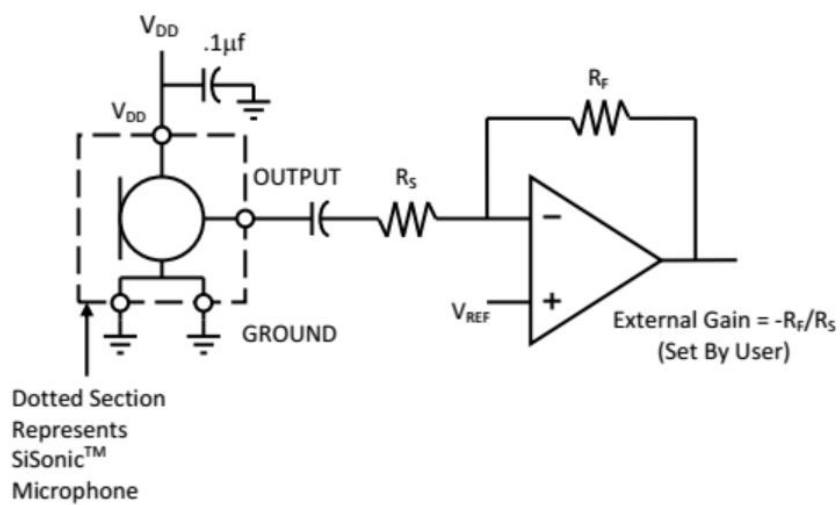 VDD
.1µf
VDD
OUTPUT
RS
RF
−
+
VREF
GROUND
External Gain = -RF/RS
(Set By User)
Dotted Section
Represents
SiSonic™
Microphone